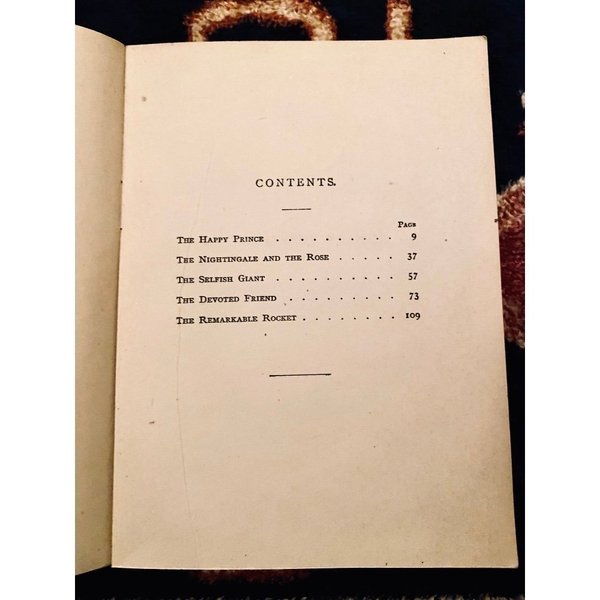 CONTENTS.
PAGE
THE HAPPY PRINCE . . . . . . . . . . 9
THE NIGHTINGALE AND THE ROSE . . . . . 37
THE SELFISH GIANT . . . . . . . . . . 57
THE DEVOTED FRIEND . . . . . . . . . 73
THE REMARKABLE ROCKET . . . . . . . . 109